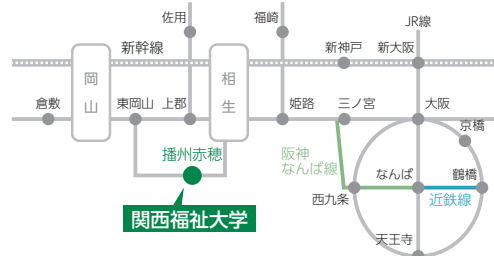 佐用
福崎
JR線
新幹線
新神戸
新大阪
岡山
相生
倉敷
東岡山
上郡
姫路
三ノ宮
大阪
京橋
播州赤穂
阪神
なんば線
なんば
鶴橋
西九条
近鉄線
関西福祉大学
天王寺